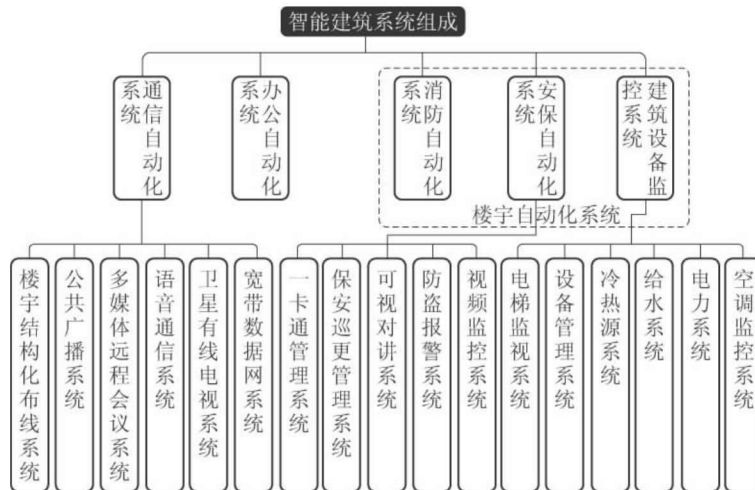 智能建筑系统组成
通信自动化系统
办公自动化系统
消防自动化系统
安保自动化系统
建筑设备监控系统
楼宇自动化系统
楼宇结构化布线系统
公共广播系统
多媒体远程会议系统
语音通信系统
卫星有线电视系统
宽带数据网系统
一卡通管理系统
保安巡更管理系统
可视对讲系统
防盗报警系统
视频监控系统
电梯监视系统
设备管理系统
冷热源系统
给水系统
电力系统
空调监控系统